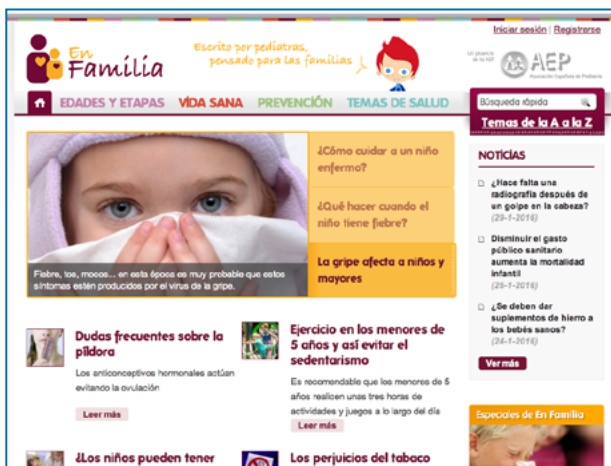 Iniciar sesión | Registrarse
En
Familia
Escrito por pediatras,
pensado para las familias
Un proyecto
de la AEP
AEP
Asociación Española de Pediatría
EDADES Y ETAPAS VIDA SANA PREVENCIÓN TEMAS DE SALUD
Búsqueda rápida
Temas de la A a la Z
¿Cómo cuidar a un niño
enfermo?
¿Qué hacer cuando el
niño tiene fiebre?
La gripe afecta a niños y
mayores
Fiebre, tos, mocos... en esta época es muy probable que estos
síntomas estén producidos por el virus de la gripe.
NOTICIAS
¿Hace falta una
radiografía después de
un golpe en la cabeza?
(29-1-2016)
Disminuir el gasto
público sanitario
aumenta la mortalidad
infantil
¿Se deben dar
suplementos de hierro a
los bebés sanos?
(24-1-2016)
Ver más
Dudas frecuentes sobre la
píldora
Los anticonceptivos hormonales actúan
evitando la ovulación
Leer más
Ejercicio en los menores de
5 años y así evitar el
sedentarismo
Es recomendable que los menores de 5
años realicen unas tres horas de
actividades y juegos a lo largo del día
Leer más
Especiales de En Familia
¿Los niños pueden tener
Los perjuicios del tabaco